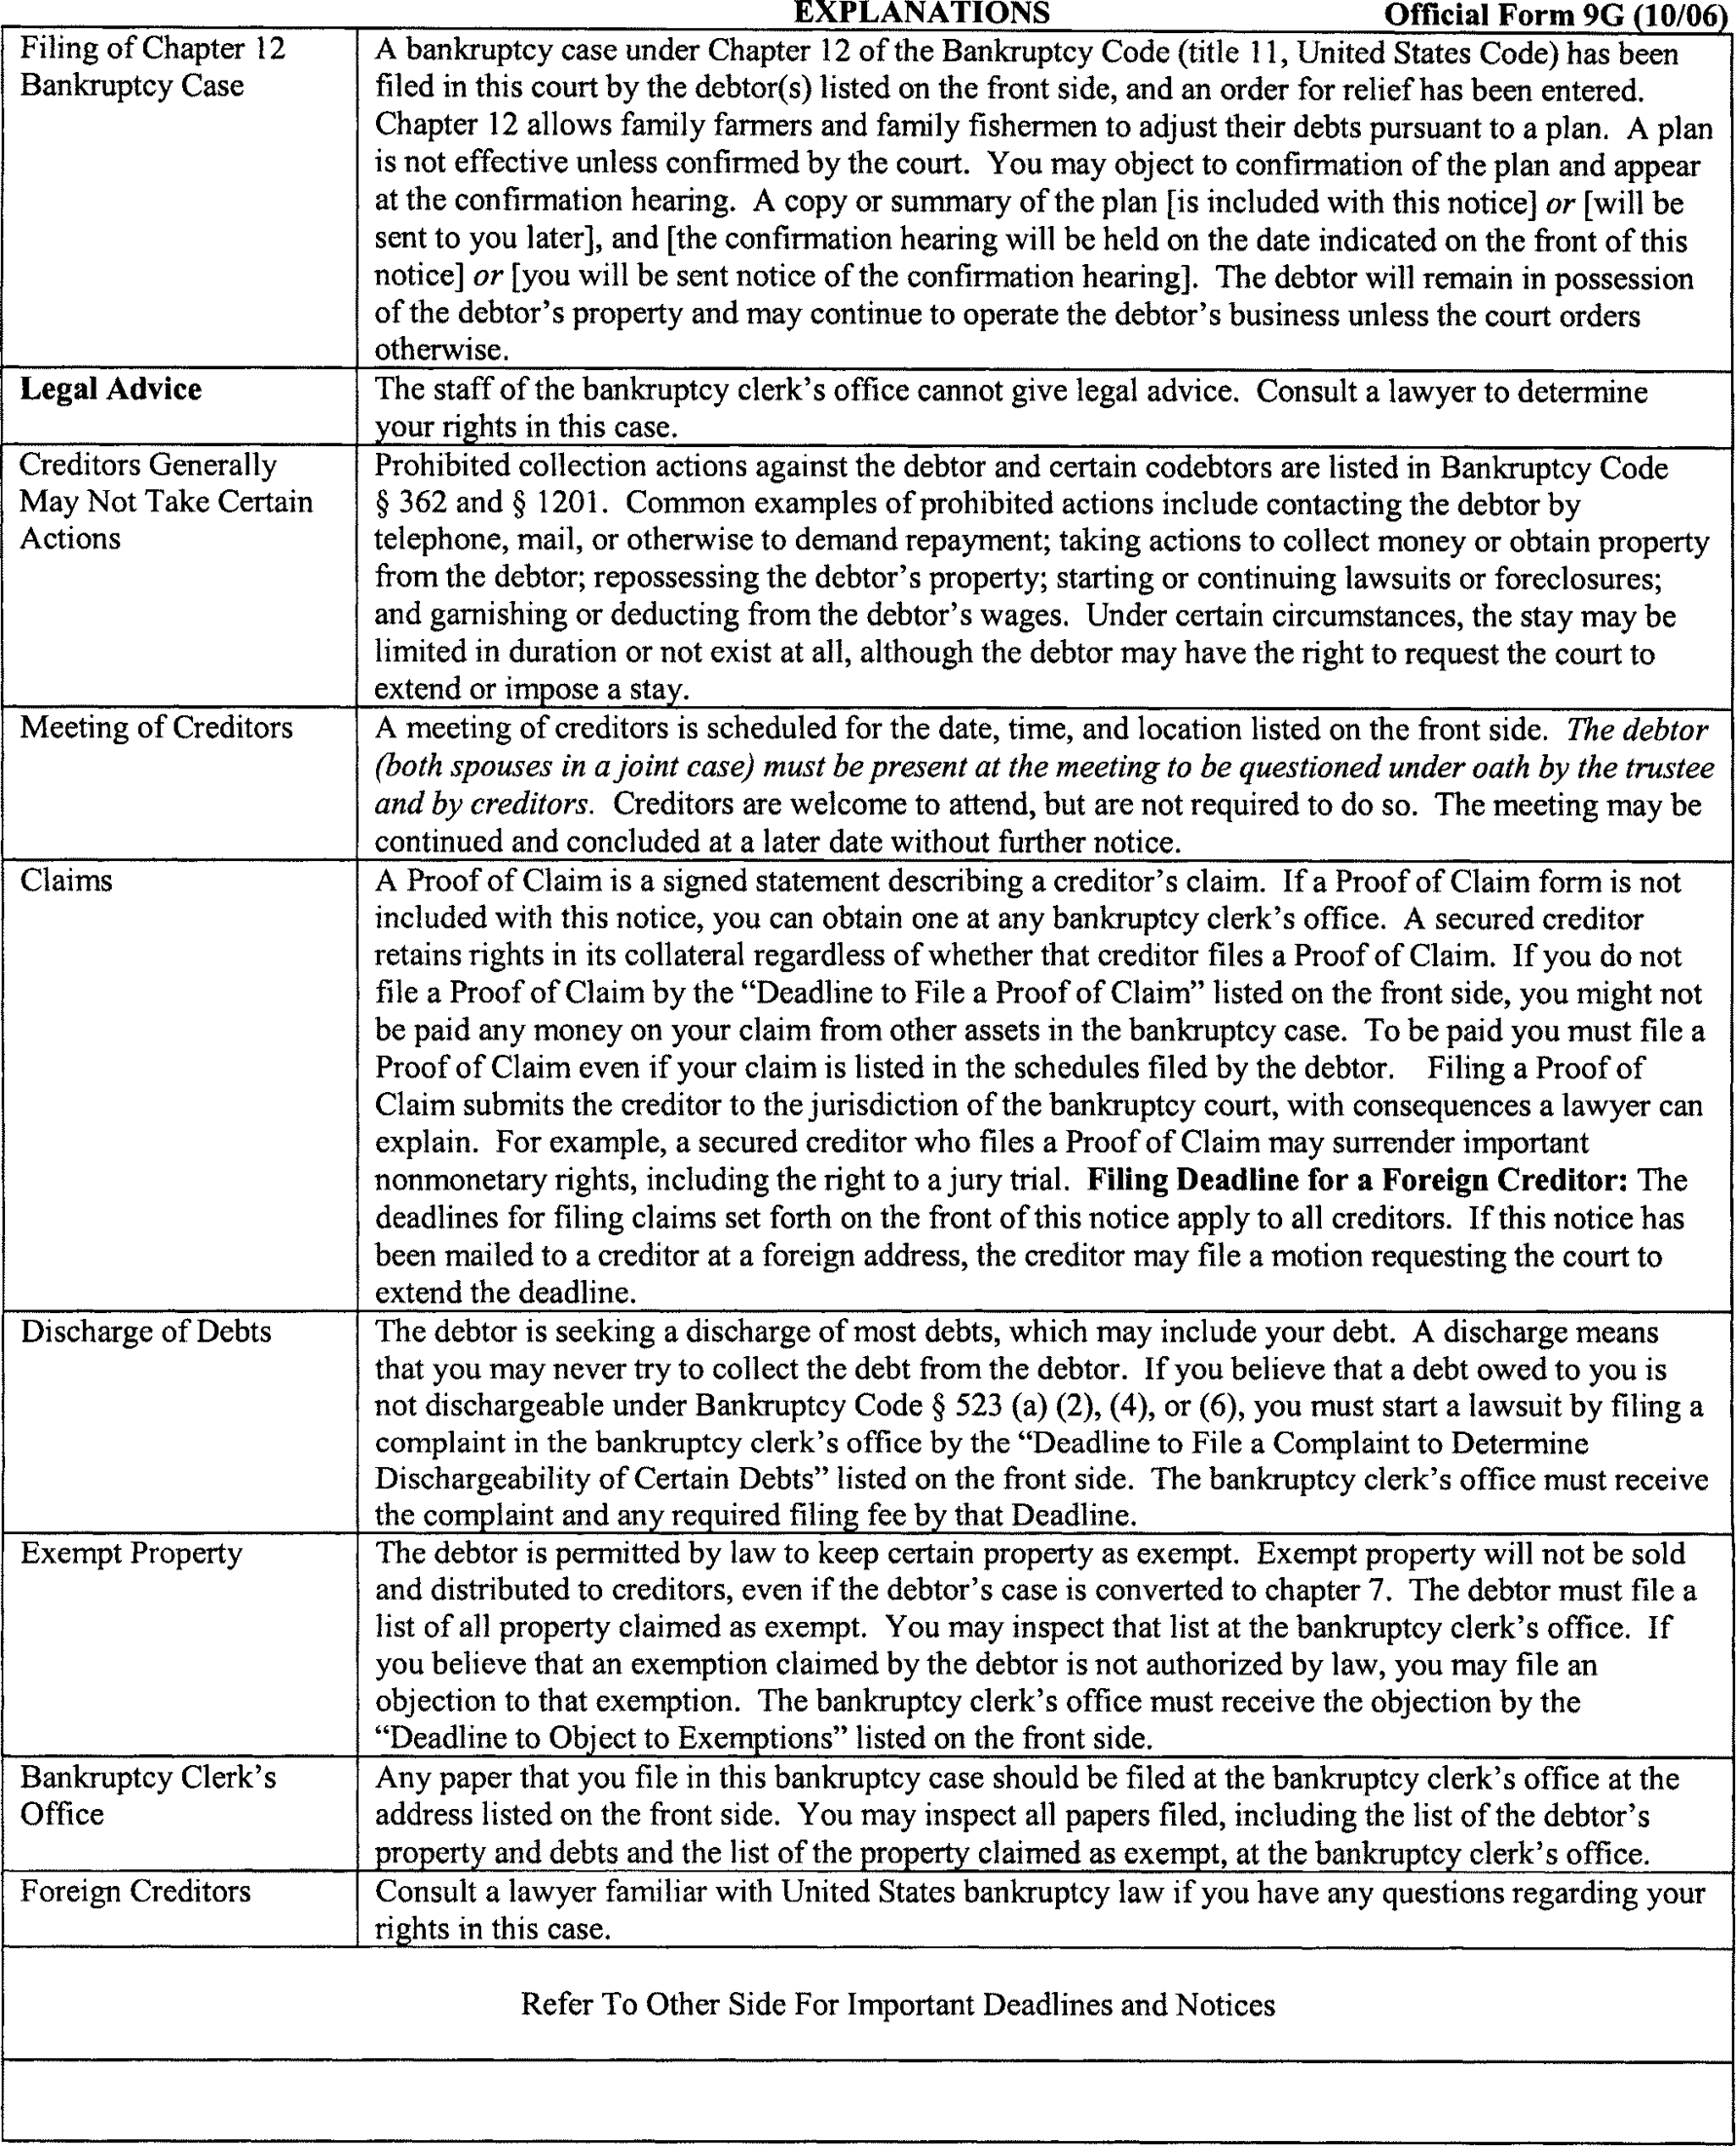 EXPLANATIONS Official Form 9G (10/06)
Filing of Chapter 12
Bankruptcy Case
A bankruptcy case under Chapter 12 of the Bankruptcy Code (title 11, United States Code) has been
filed in this court by the debtor(s) listed on the front side, and an order for relief has been entered.
Chapter 12 allows family farmers and family fishermen to adjust their debts pursuant to a plan. A plan
is not effective unless confirmed by the court. You may object to confirmation of the plan and appear
at the confirmation hearing. A copy or summary of the plan [is included with this notice] or [will be
sent to you later], and [the confirmation hearing will be held on the date indicated on the front of this
notice] or [you will be sent notice of the confirmation hearing]. The debtor will remain in possession
of the debtor's property and may continue to operate the debtor's business unless the court orders
otherwise.
Legal Advice
The staff of the bankruptcy clerk's office cannot give legal advice. Consult a lawyer to determine
your rights in this case.
Creditors Generally
May Not Take Certain
Actions
Prohibited collection actions against the debtor and certain codebtors are listed in Bankruptcy Code
§ 362 and § 1201. Common examples of prohibited actions include contacting the debtor by
telephone, mail, or otherwise to demand repayment; taking actions to collect money or obtain property
from the debtor; repossessing the debtor's property; starting or continuing lawsuits or foreclosures;
and garnishing or deducting from the debtor's wages. Under certain circumstances, the stay may be
limited in duration or not exist at all, although the debtor may have the right to request the court to
extend or impose a stay.
Meeting of Creditors
A meeting of creditors is scheduled for the date, time, and location listed on the front side. The debtor
(both spouses in a joint case) must be present at the meeting to be questioned under oath by the trustee
and by creditors. Creditors are welcome to attend, but are not required to do so. The meeting may be
continued and concluded at a later date without further notice.
Claims
A Proof of Claim is a signed statement describing a creditor's claim. If a Proof of Claim form is not
included with this notice, you can obtain one at any bankruptcy clerk's office. A secured creditor
retains rights in its collateral regardless of whether that creditor files a Proof of Claim. If you do not
file a Proof of Claim by the "Deadline to File a Proof of Claim" listed on the front side, you might not
be paid any money on your claim from other assets in the bankruptcy case. To be paid you must file a
Proof of Claim even if your claim is listed in the schedules filed by the debtor. Filing a Proof of
Claim submits the creditor to the jurisdiction of the bankruptcy court, with consequences a lawyer can
explain. For example, a secured creditor who files a Proof of Claim may surrender important
nonmonetary rights, including the right to a jury trial. Filing Deadline for a Foreign Creditor: The
deadlines for filing claims set forth on the front of this notice apply to all creditors. If this notice has
been mailed to a creditor at a foreign address, the creditor may file a motion requesting the court to
extend the deadline.
Discharge of Debts
The debtor is seeking a discharge of most debts, which may include your debt. A discharge means
that you may never try to collect the debt from the debtor. If you believe that a debt owed to you is
not dischargeable under Bankruptcy Code § 523 (a) (2), (4), or (6), you must start a lawsuit by filing a
complaint in the bankruptcy clerk's office by the "Deadline to File a Complaint to Determine
Dischargeability of Certain Debts" listed on the front side. The bankruptcy clerk's office must receive
the complaint and any required filing fee by that Deadline.
Exempt Property
The debtor is permitted by law to keep certain property as exempt. Exempt property will not be sold
and distributed to creditors, even if the debtor's case is converted to chapter 7. The debtor must file a
list of all property claimed as exempt. You may inspect that list at the bankruptcy clerk's office. If
you believe that an exemption claimed by the debtor is not authorized by law, you may file an
objection to that exemption. The bankruptcy clerk's office must receive the objection by the
"Deadline to Object to Exemptions" listed on the front side.
Bankruptcy Clerk's
Office
Any paper that you file in this bankruptcy case should be filed at the bankruptcy clerk's office at the
address listed on the front side. You may inspect all papers filed, including the list of the debtor's
property and debts and the list of the property claimed as exempt, at the bankruptcy clerk's office.
Foreign Creditors
Consult a lawyer familiar with United States bankruptcy law if you have any questions regarding your
rights in this case.
Refer To Other Side For Important Deadlines and Notices